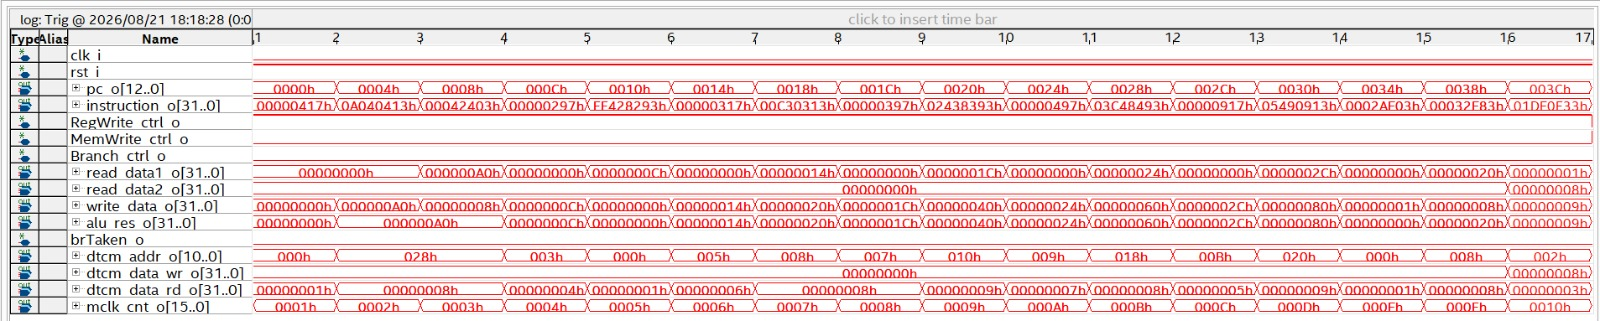 log: Trig @ 2026/08/21 18:18:28 (0:0 click to insert time bar
Type Alias Name 1 2 3 4 5 6 7 8 9 10 11 12 13 14 15 16 17
clk_i
rst_i
pc_o[12..0] 0000h 0004h 0008h 000Ch 0010h 0014h 0018h 001Ch 0020h 0024h 0028h 002Ch 0030h 0034h 0038h 003Ch
instruction_o[31..0] 00000417h 0A040413h 00042403h 00000297h FF428293h 00000317h 00C30313h 00000397h 02438393h 00000497h 03C48493h 00000917h 05490913h 0002AE03h 00032E83h 01DE0E33h
RegWrite_ctrl_o
MemWrite_ctrl_o
Branch_ctrl_o
read_data1_o[31..0] 00000000h 000000A0h 00000000h 0000000Ch 00000000h 00000014h 00000000h 0000001Ch 00000000h 00000024h 00000000h 0000002Ch 00000000h 00000020h 00000001h
read_data2_o[31..0] 00000000h 00000008h
write_data_o[31..0] 00000000h 000000A0h 00000008h 0000000Ch 00000000h 00000014h 00000020h 0000001Ch 00000040h 00000024h 00000060h 0000002Ch 00000080h 00000001h 00000008h 00000009h
alu_res_o[31..0] 00000000h 000000A0h 0000000Ch 00000000h 00000014h 00000020h 0000001Ch 00000040h 00000024h 00000060h 0000002Ch 00000080h 00000000h 00000020h 00000009h
brTaken_o
dtcm_addr_o[10..0] 000h 028h 003h 000h 005h 008h 007h 010h 009h 018h 00Bh 020h 000h 008h 002h
dtcm_data_wr_o[31..0] 00000000h 00000008h
dtcm_data_rd_o[31..0] 00000001h 00000008h 00000004h 00000001h 00000006h 00000008h 00000009h 00000007h 00000008h 00000005h 00000009h 00000001h 00000008h 00000003h
mclk_cnt_o[15..0] 0001h 0002h 0003h 0004h 0005h 0006h 0007h 0008h 0009h 000Ah 000Bh 000Ch 000Dh 000Eh 000Fh 0010h